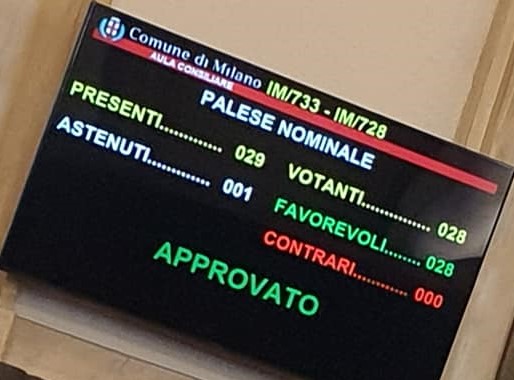 Comune di Milano
AULA CONSILIARE
IM/733 - IM/728
PALESE NOMINALE
PRESENTI............... 029
VOTANTI............... 028
ASTENUTI.............. 001
FAVOREVOLI........ 028
CONTRARI............ 000
APPROVATO